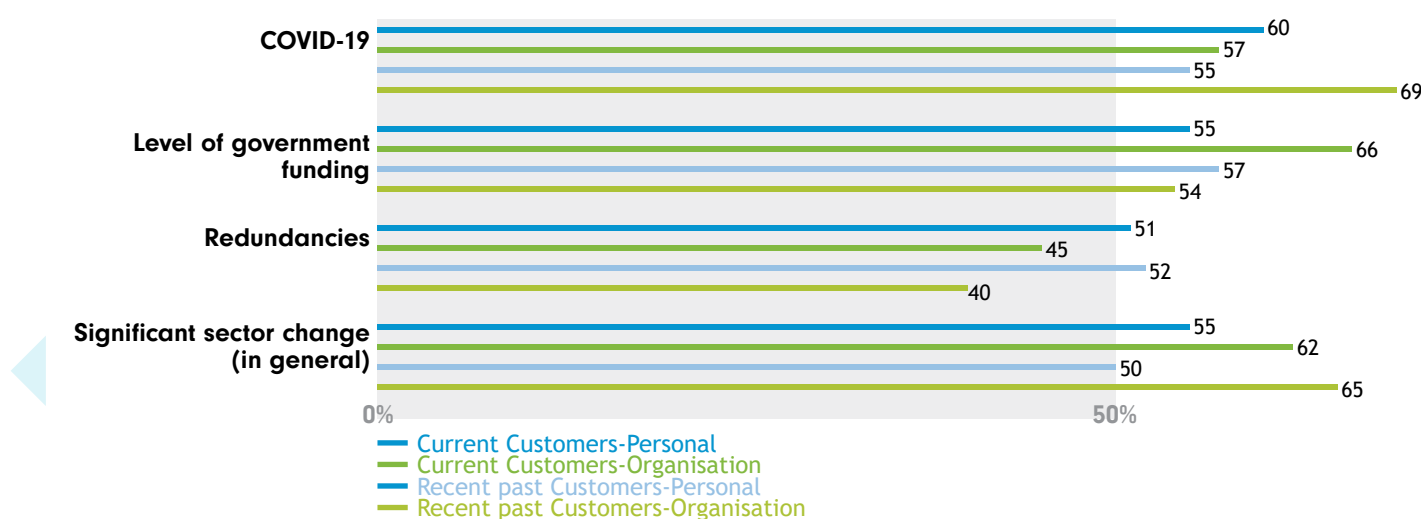 COVID-19
60
57
55
69
Level of government
funding
55
66
57
54
Redundancies
51
45
52
40
Significant sector change
(in general)
55
62
50
65
0%
50%
Current Customers-Personal
Current Customers-Organisation
Recent past Customers-Personal
Recent past Customers-Organisation